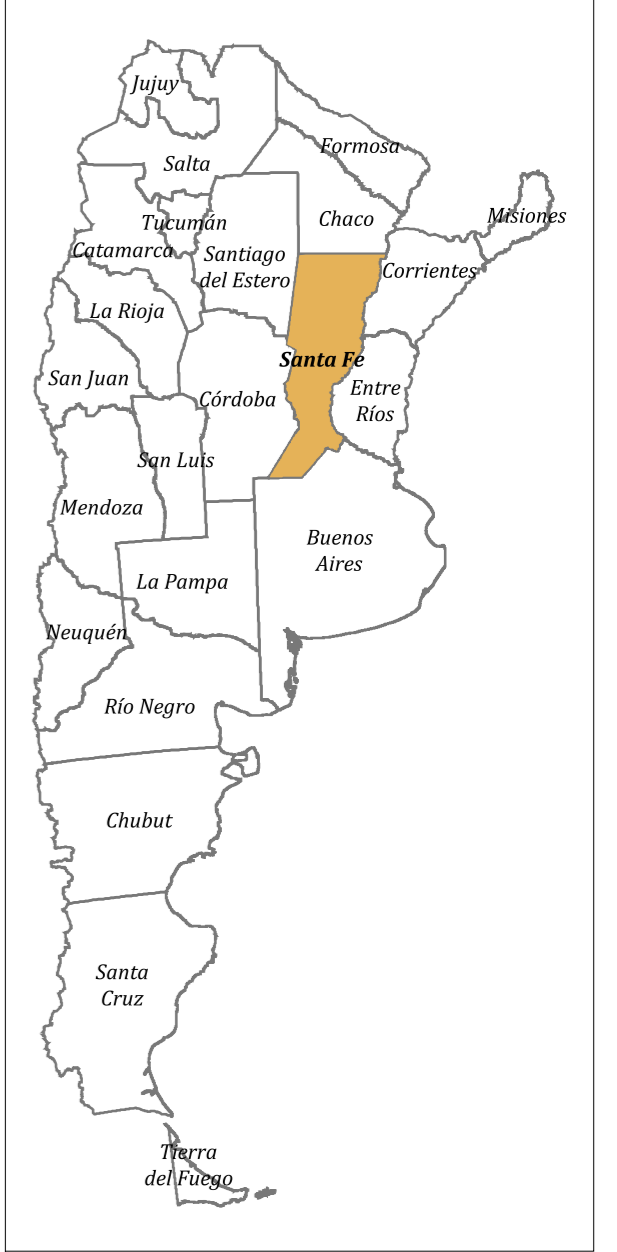 Jujuy
Formosa
Salta
Misiones
Chaco
Tucumán
Catamarca
Santiago
del Estero
Corrientes
La Rioja
Santa Fe
San Juan
Entre
Ríos
Córdoba
San Luis
Mendoza
Buenos
Aires
La Pampa
Neuquén
Río Negro
Chubut
Santa
Cruz
Tierra
del Fuego